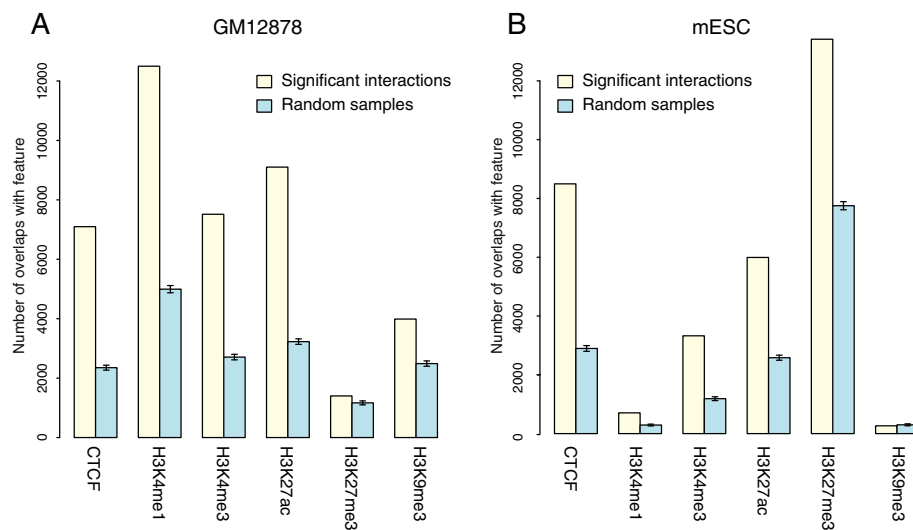 A
GM12878
Number of overlaps with feature
0
2000
4000
6000
8000
10000
12000
Significant interactions
Random samples
CTCF
H3K4me1
H3K4me3
H3K27ac
H3K27me3
H3K9me3
B
mESC
Number of overlaps with feature
0
2000
4000
6000
8000
10000
12000
Significant interactions
Random samples
CTCF
H3K4me1
H3K4me3
H3K27ac
H3K27me3
H3K9me3